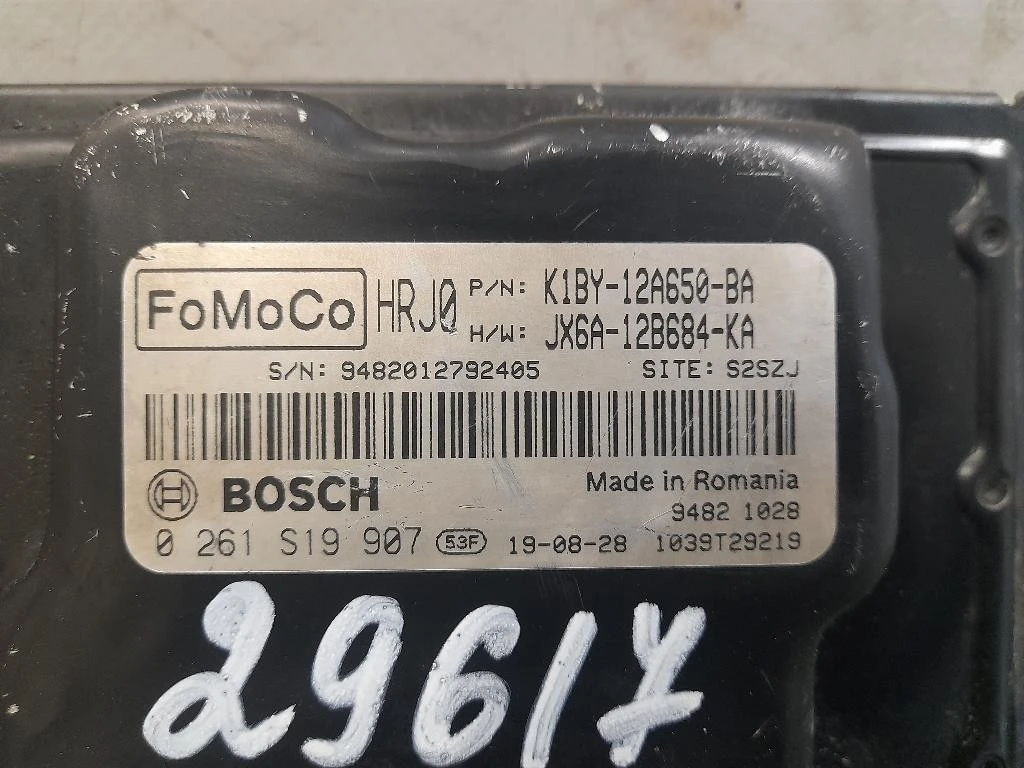 FoMoCo HRJ0 P/N: K1BY-12A650-BA
H/W: JX6A-12B684-KA
S/N: 9482012792405 SITE: S2SZJ
BOSCH Made in Romania
9482 1028
0 261 S19 907 53F 19-08-28 1039T29219
29617